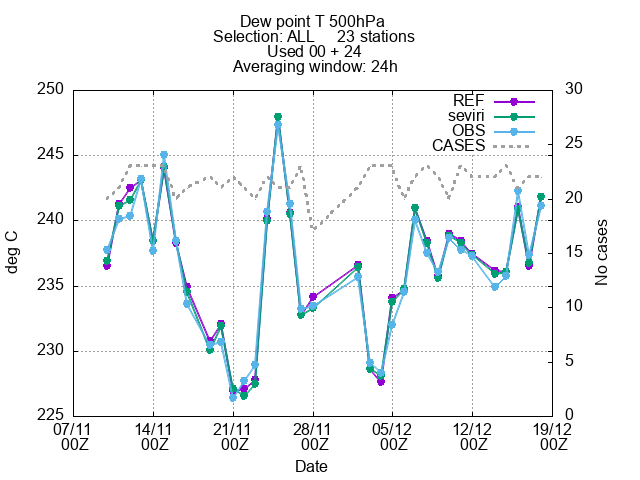 Dew point T 500hPa
Selection: ALL     23 stations
Used 00 + 24
Averaging window: 24h
250
245
240
235
230
225
deg C
30
25
20
15
10
5
0
No cases
REF
seviri
OBS
CASES
07/11 14/11 21/11 28/11 05/12 12/12 19/12
00Z 00Z 00Z 00Z 00Z 00Z 00Z
Date